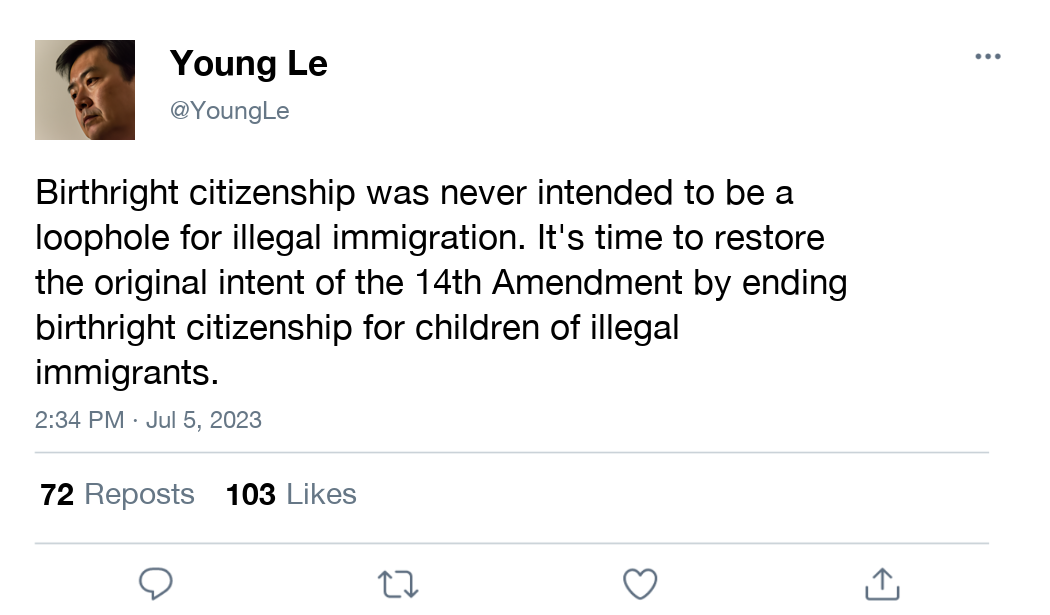 Young Le
@YoungLe
Birthright citizenship was never intended to be a
loophole for illegal immigration. It's time to restore
the original intent of the 14th Amendment by ending
birthright citizenship for children of illegal
immigrants.
2:34 PM · Jul 5, 2023
72 Reposts 103 Likes